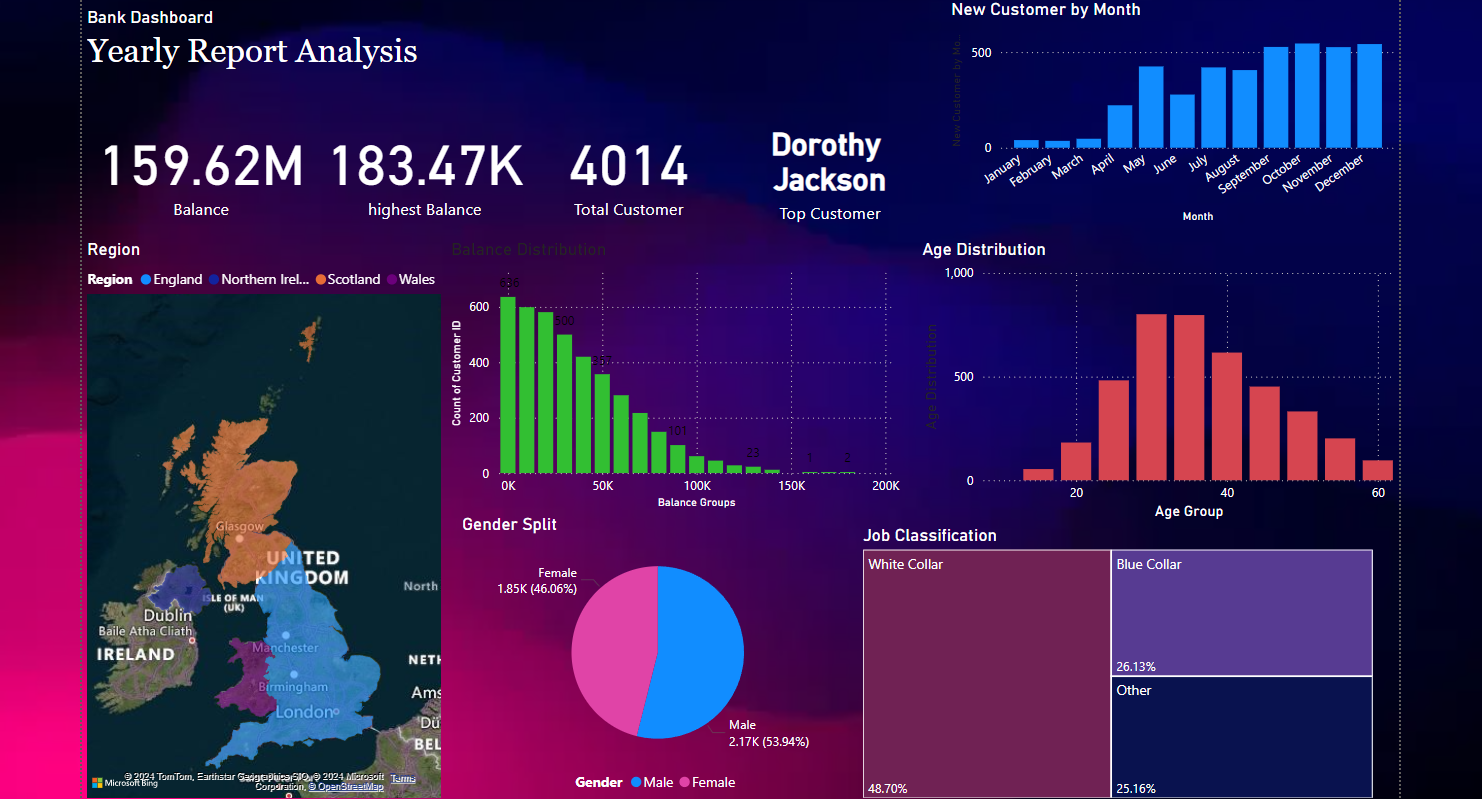 Bank Dashboard
Yearly Report Analysis
159.62M
Balance
183.47K
highest Balance
4014
Total Customer
Dorothy
Jackson
Top Customer
New Customer by Month
New Customer by Mo...
500
0
January
February
March
April
May
June
July
August
September
October
November
December
Month
Region
Region England Northern Irel... Scotland Wales
Glasgow
UNITED
KINGDOM
North
ISLE OF MAN
(UK)
Dublin
Baile Atha Cliath
IRELAND
Manchester
NETH
Birmingham
Ams
London
Dü
BEL
© 2024 TomTom, Earthstar Geographics SIO, © 2024 Microsoft
Corporation, © OpenStreetMap
Terms
Microsoft Bing
Balance Distribution
Count of Customer ID
600
400
200
0
636
500
101
23
1
2
0K
50K
100K
150K
200K
Balance Groups
Age Distribution
Age Distribution
1,000
500
0
20
40
60
Age Group
Gender Split
Female
1.85K (46.06%)
Male
2.17K (53.94%)
Gender Male Female
Job Classification
White Collar
48.70%
Blue Collar
26.13%
Other
25.16%